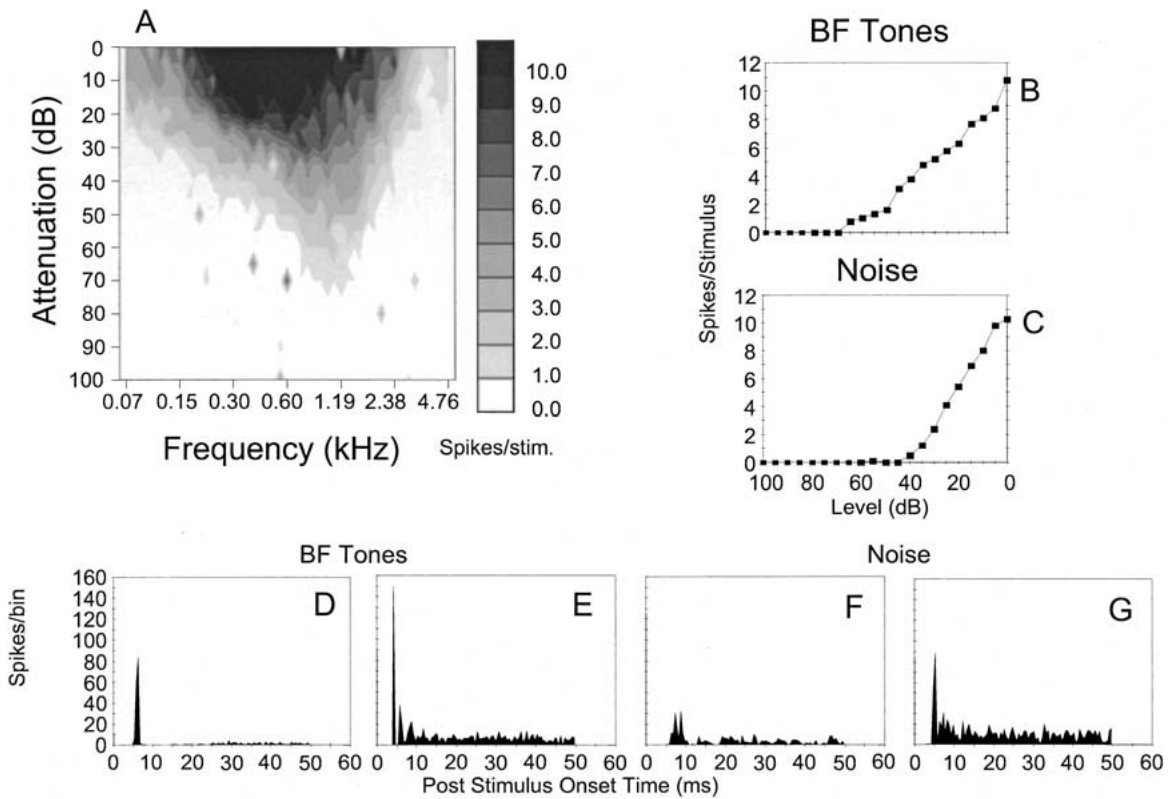 A
Attenuation (dB)
0
10
20
30
40
50
60
70
80
90
100
0.07 0.15 0.30 0.60 1.19 2.38 4.76
Frequency (kHz)
10.0
9.0
8.0
7.0
6.0
5.0
4.0
3.0
2.0
1.0
0.0
Spikes/stim.
BF Tones
B
12
10
8
6
4
2
0
Spikes/Stimulus
Noise
C
12
10
8
6
4
2
0
100 80 60 40 20 0
Level (dB)
BF Tones
Noise
Spikes/bin
160
140
120
100
80
60
40
20
0
D
E
F
G
0 10 20 30 40 50 60
0 10 20 30 40 50 60
0 10 20 30 40 50 60
0 10 20 30 40 50 60
Post Stimulus Onset Time (ms)